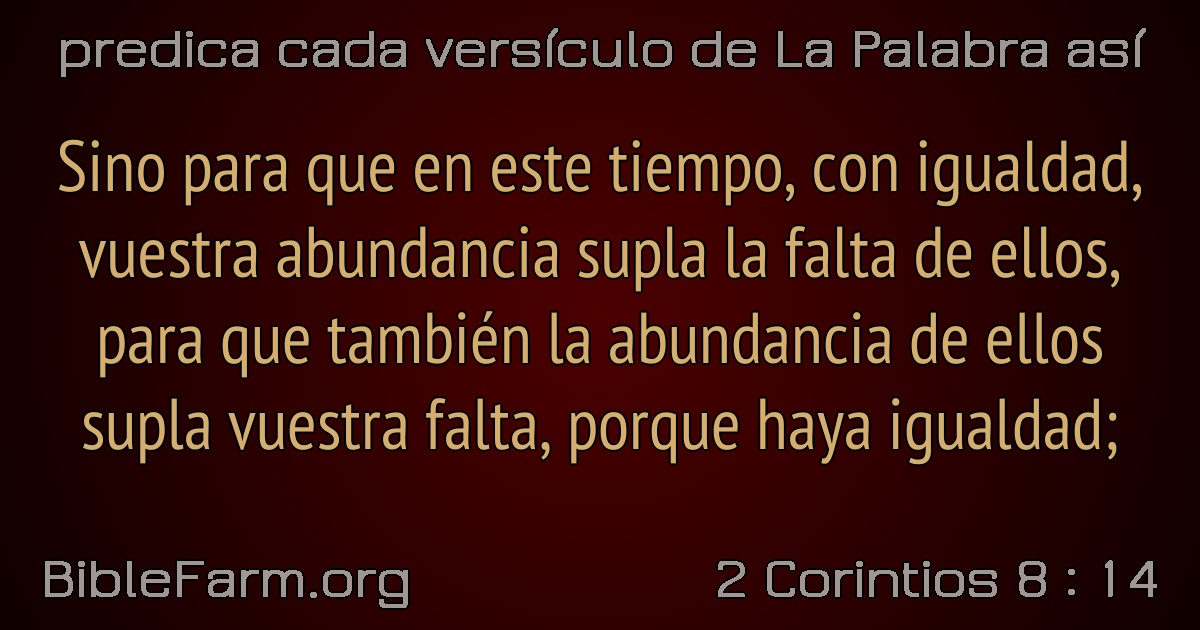 predica cada versículo de La Palabra así
Sino para que en este tiempo, con igualdad,
vuestra abundancia supla la falta de ellos,
para que también la abundancia de ellos
supla vuestra falta, porque haya igualdad;
BibleFarm.org
2 Corintios 8 : 14